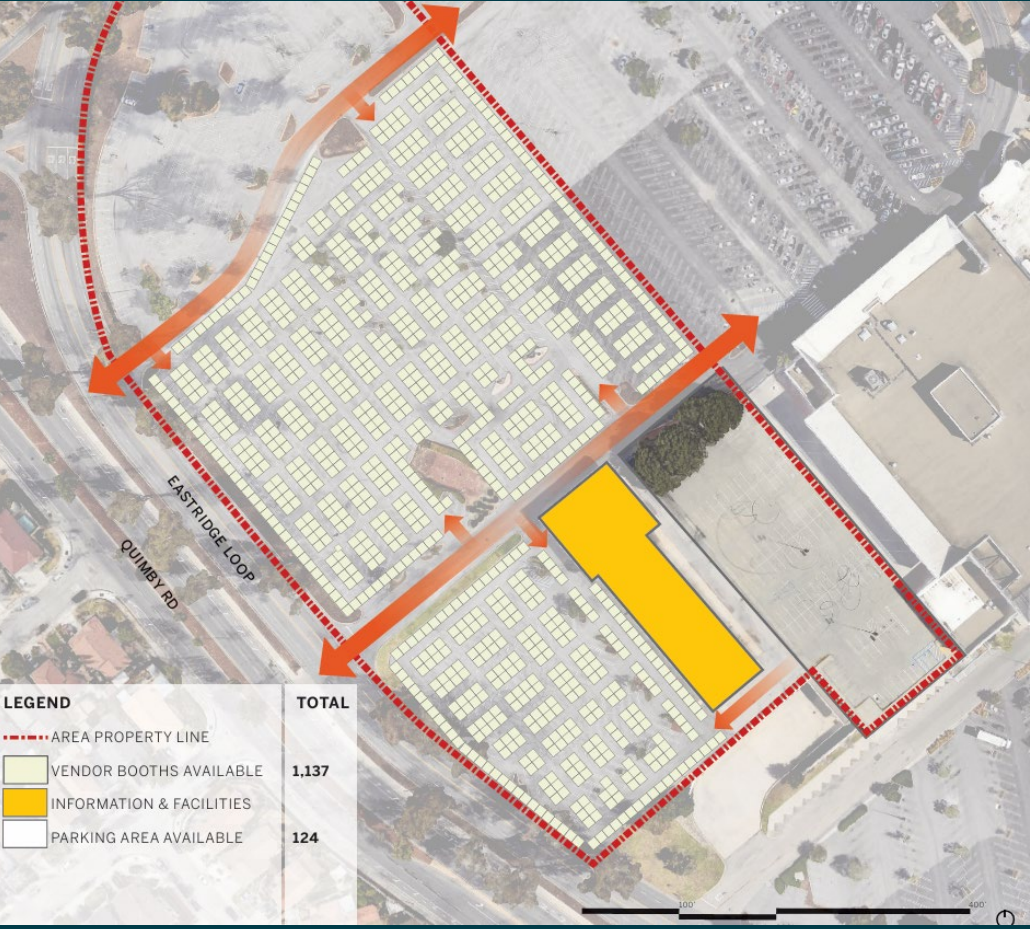 EASTRIDGE LOOP
QUIMBY RD
LEGEND TOTAL
AREA PROPERTY LINE
VENDOR BOOTHS AVAILABLE 1,137
INFORMATION & FACILITIES
PARKING AREA AVAILABLE 124
100' 400'